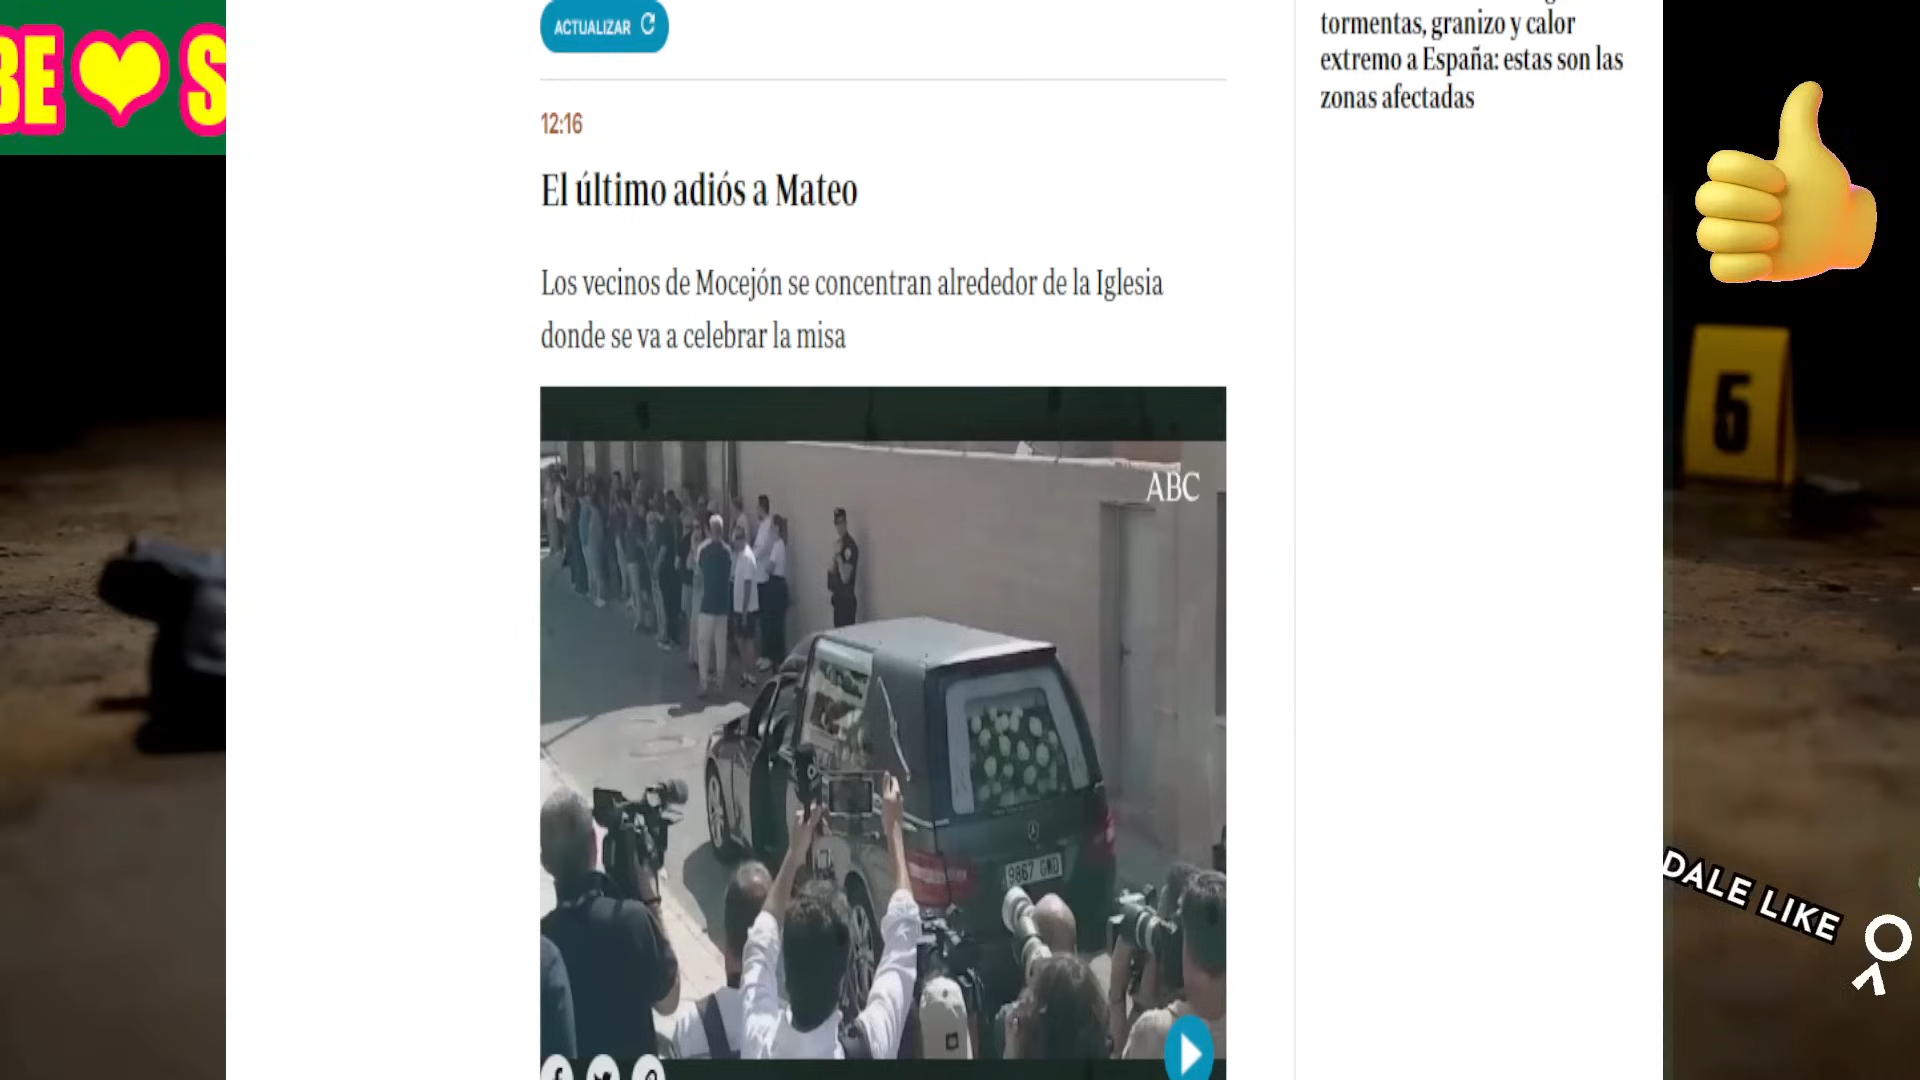 BE ❤ S
ACTUALIZAR
12:16
El último adiós a Mateo
Los vecinos de Mocejón se concentran alrededor de la Iglesia
donde se va a celebrar la misa
ABC
9867 GWD
tormentas, granizo y calor
extremo a España: estas son las
zonas afectadas
5
DALE LIKE